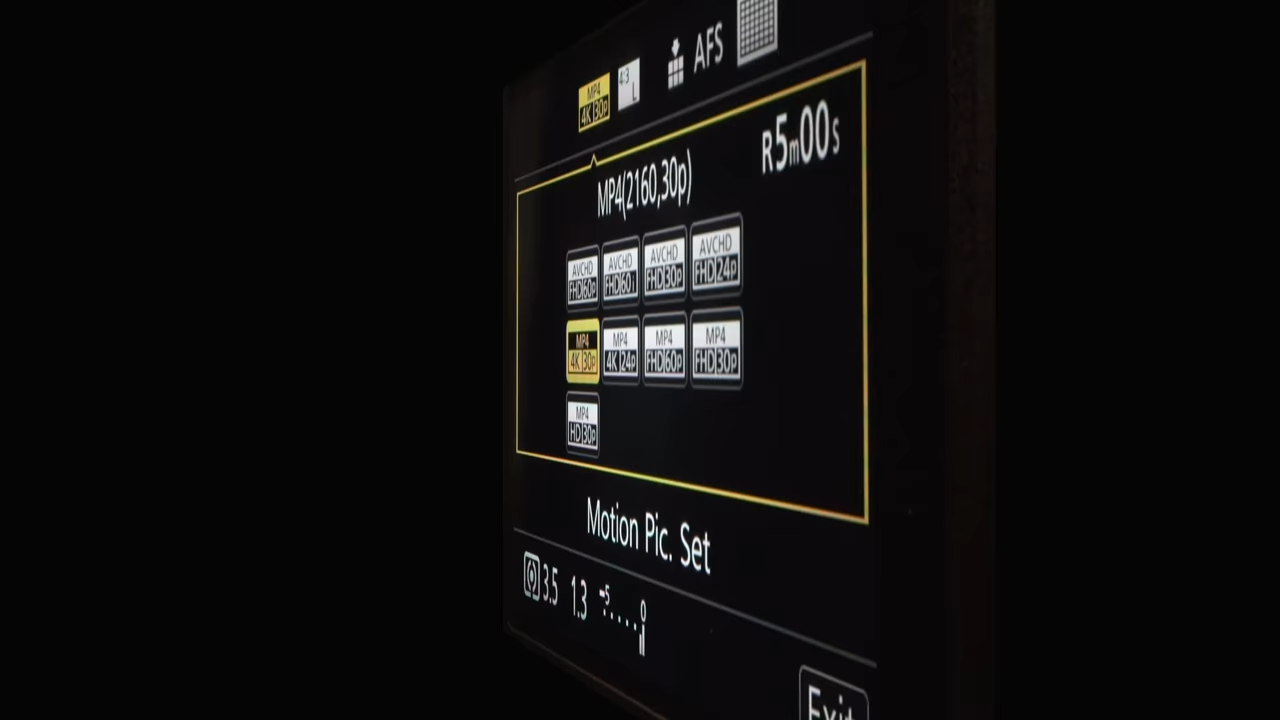 MP4 4K 30p 4:3 L AFS
R5m00s
MP4(2160,30p)
AVCHD FHD 60p AVCHD FHD 60i AVCHD FHD 30p AVCHD FHD 24p
MP4 4K 30p MP4 4K 24p MP4 FHD 60p MP4 FHD 30p
MP4 HD 30p
Motion Pic. Set
3.5 1.3 -5 0
Exit